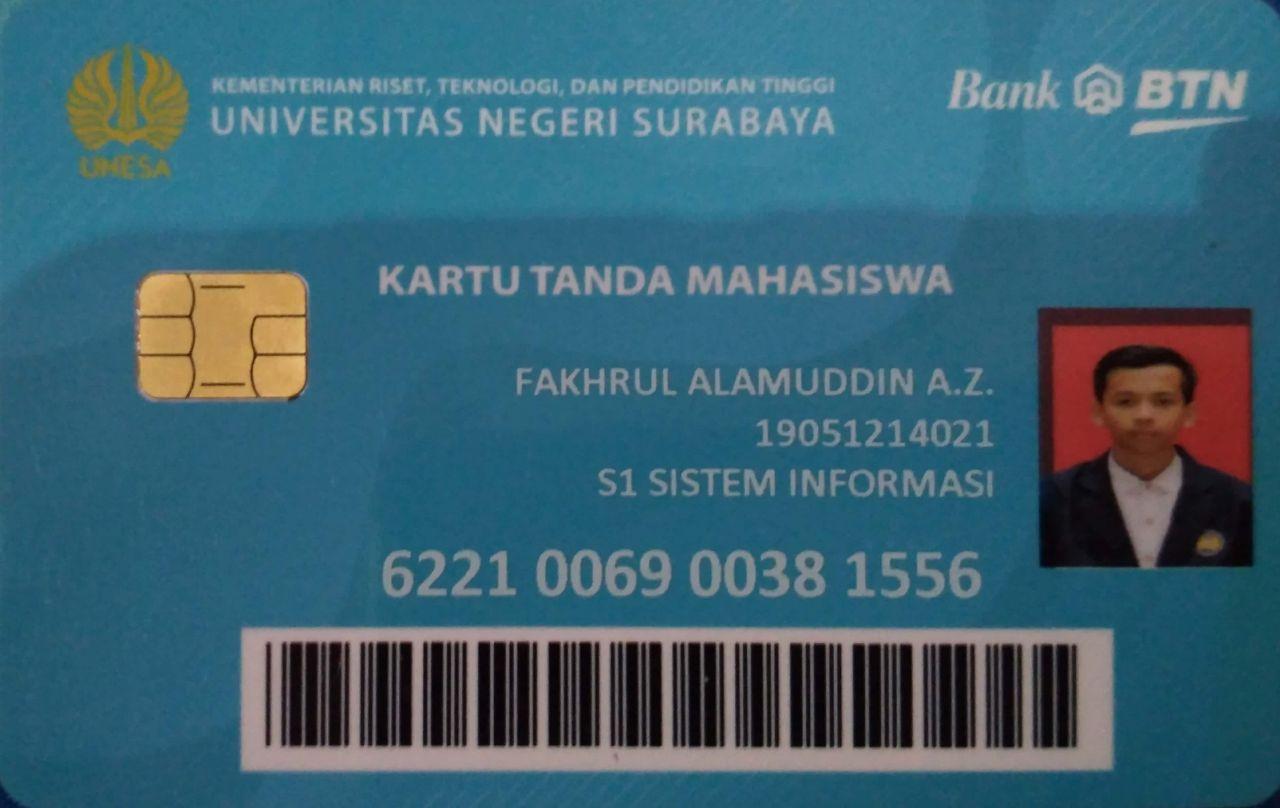 KEMENTERIAN RISET, TEKNOLOGI, DAN PENDIDIKAN TINGGI
UNIVERSITAS NEGERI SURABAYA
UNESA
Bank BTN
KARTU TANDA MAHASISWA
FAKHRUL ALAMUDDIN A.Z.
19051214021
S1 SISTEM INFORMASI
6221 0069 0038 1556